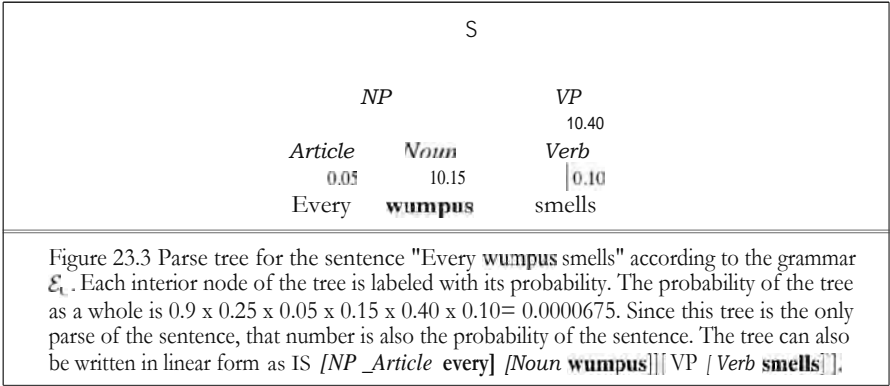 S
NP VP
10.40
Article Noun Verb
0.05 10.15 |0.10
Every wumpus smells
Figure 23.3 Parse tree for the sentence "Every wumpus smells" according to the grammar
ℰ . Each interior node of the tree is labeled with its probability. The probability of the tree
as a whole is 0.9 x 0.25 x 0.05 x 0.15 x 0.40 x 0.10= 0.0000675. Since this tree is the only
parse of the sentence, that number is also the probability of the sentence. The tree can also
be written in linear form as IS [NP _Article every] [Noun wumpus]][ VP [ Verb smells]].